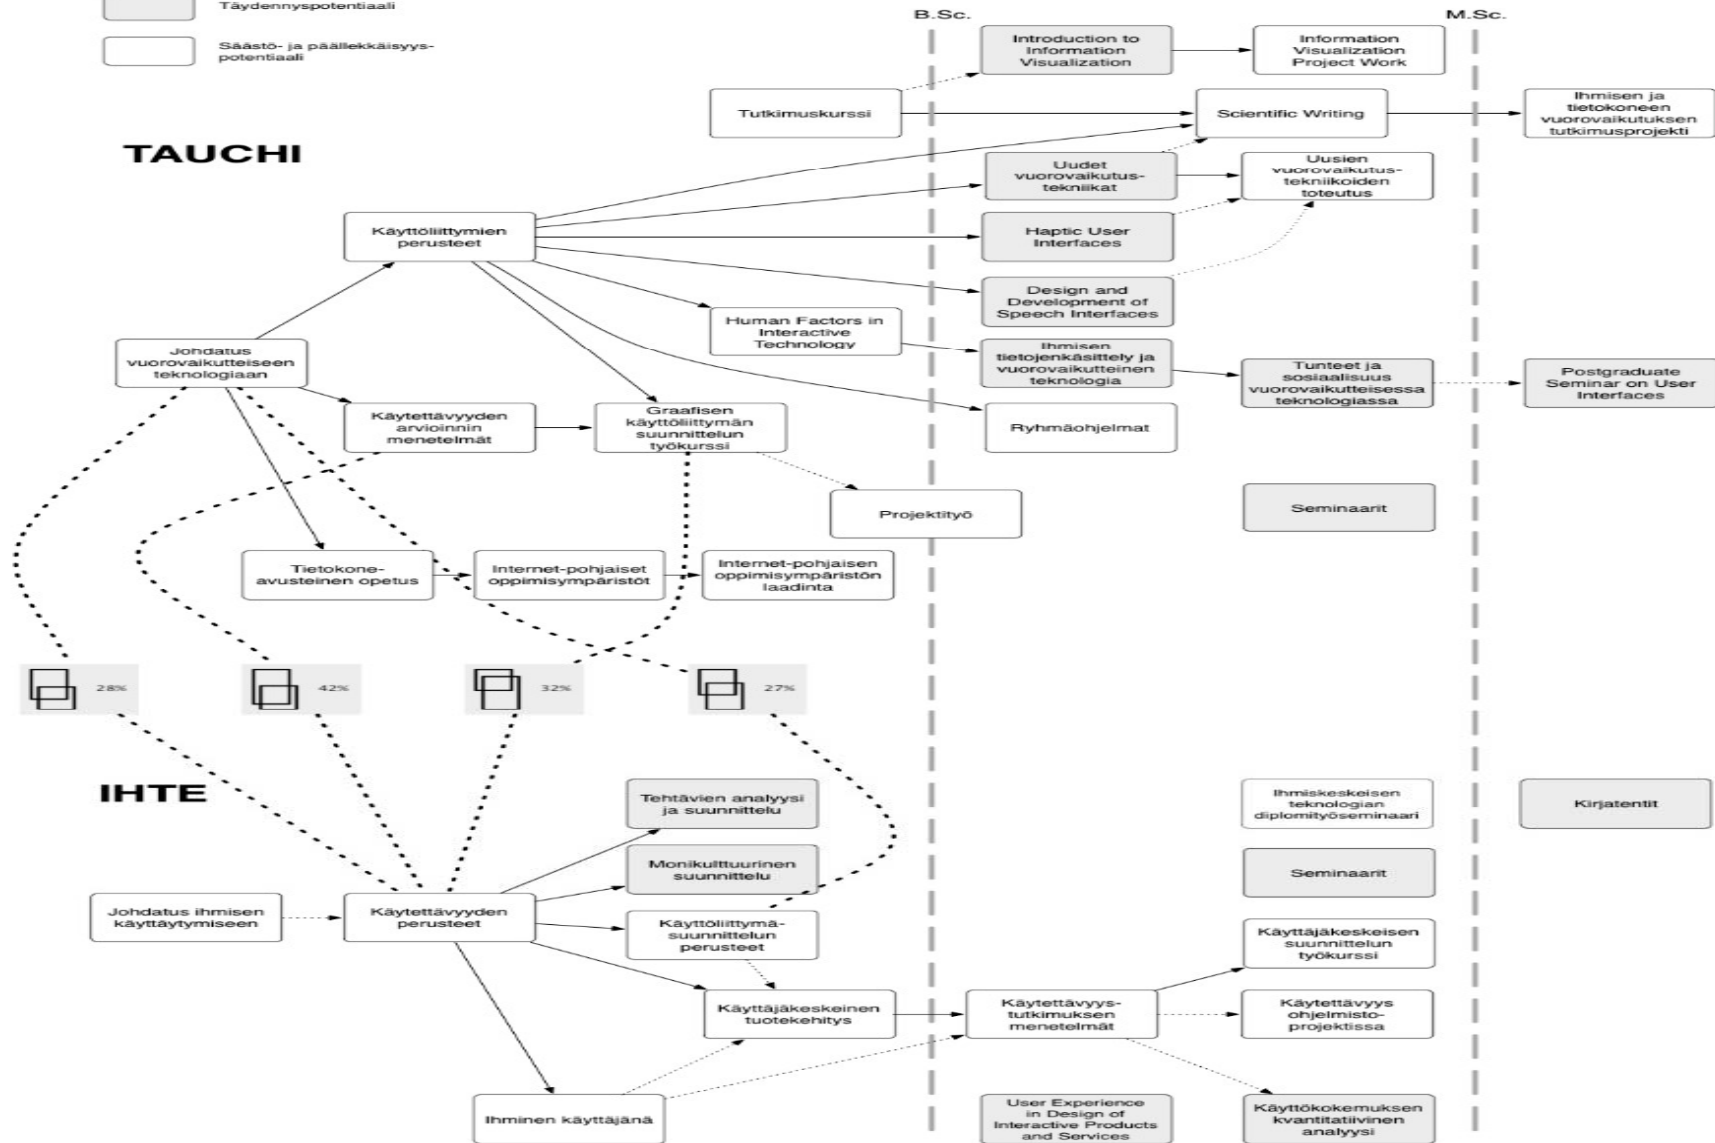 Täydennyspotentiaali
Säästö- ja päällekkäisyys-
potentiaali
B.Sc.
M.Sc.
Introduction to
Information
Visualization
Information
Visualization
Project Work
Tutkimuskurssi
Scientific Writing
Ihmisen ja
tietokoneen
vuorovaikutuksen
tutkimusprojekti
TAUCHI
Uudet
vuorovaikutus-
tekniikat
Uusien
vuorovaikutus-
tekniikoiden
toteutus
Käyttöliittymien
perusteet
Haptic User
Interfaces
Design and
Development of
Speech Interfaces
Human Factors in
Interactive
Technology
Johdatus
vuorovaikutteiseen
teknologiaan
Ihmisen
tietojenkäsittely ja
vuorovaikutteinen
teknologia
Tunteet ja
sosiaalisuus
vuorovaikutteisessa
teknologiassa
Postgraduate
Seminar on User
Interfaces
Käytettävyyden
arvioinnin
menetelmät
Graafisen
käyttöliittymän
suunnittelun
työkurssi
Ryhmäohjelmat
Projektityö
Seminaarit
Tietokone-
avusteinen opetus
Internet-pohjaiset
oppimisympäristöt
Internet-pohjaisen
oppimisympäristön
laadinta
28%
42%
32%
27%
IHTE
Tehtävien analyysi
ja suunnittelu
Ihmiskeskeisen
teknologian
diplomityöseminaari
Kirjatentit
Monikulttuurinen
suunnittelu
Seminaarit
Johdatus ihmisen
käyttäytymiseen
Käytettävyyden
perusteet
Käyttöliittymä-
suunnittelun
perusteet
Käyttäjäkeskeisen
suunnittelun
työkurssi
Käyttäjäkeskeinen
tuotekehitys
Käytettävyys-
tutkimuksen
menetelmät
Käytettävyys
ohjelmisto-
projektissa
Ihminen käyttäjänä
User Experience
in Design of
Interactive Products
and Services
Käyttökokemuksen
kvantitatiivinen
analyysi